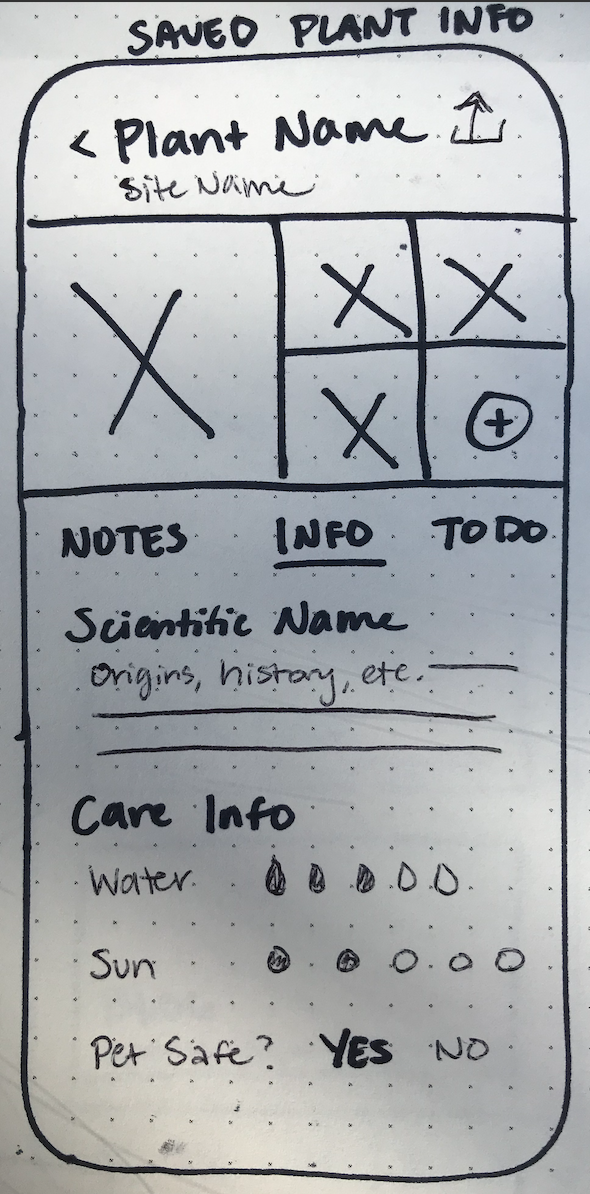 SAVED PLANT INFO
< Plant Name
Site Name
+
NOTES INFO TO DO
Scientific Name
Origins, history, etc.
Care Info
Water
Sun
Pet Safe? YES NO